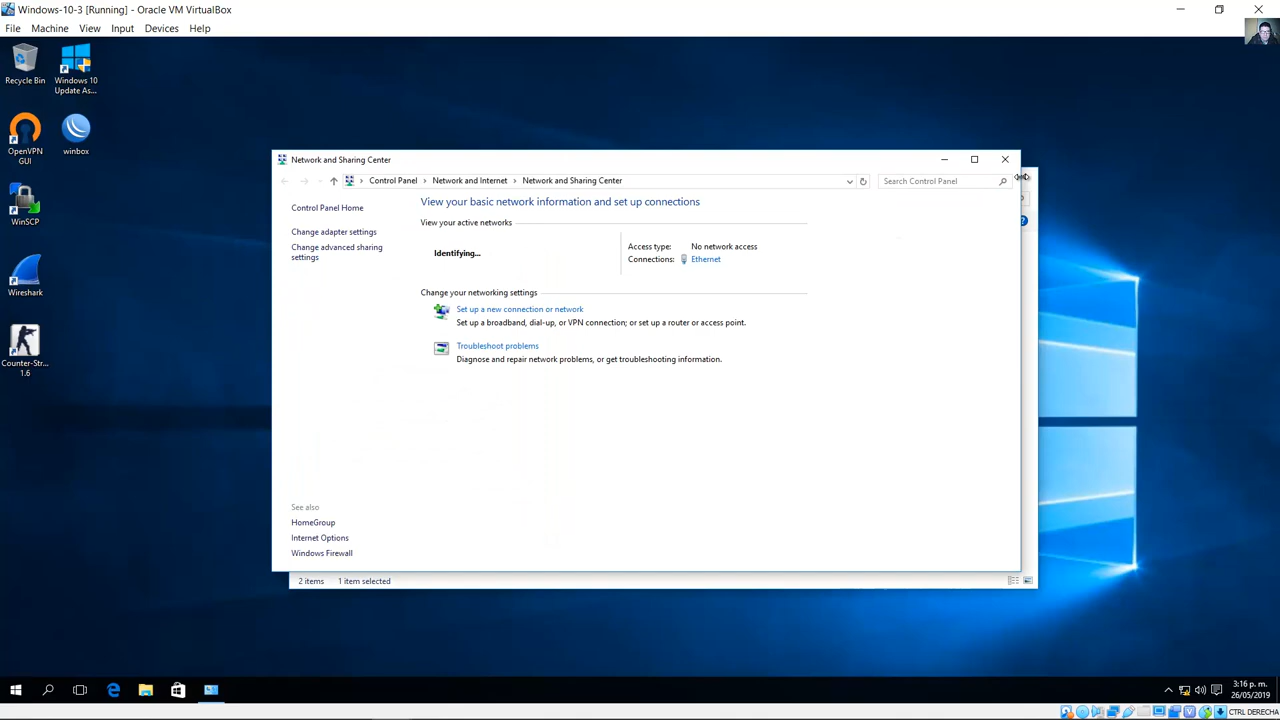 Windows-10-3 [Running] - Oracle VM VirtualBox
File Machine View Input Devices Help
Recycle Bin
Windows 10
Update As...
OpenVPN
GUI
winbox
WinSCP
Wireshark
Counter-Str...
1.6
Network and Sharing Center
Control Panel > Network and Internet > Network and Sharing Center
Search Control Panel
Control Panel Home
Change adapter settings
Change advanced sharing
settings
View your basic network information and set up connections
View your active networks
Identifying...
Access type: No network access
Connections: Ethernet
Change your networking settings
Set up a new connection or network
Set up a broadband, dial-up, or VPN connection; or set up a router or access point.
Troubleshoot problems
Diagnose and repair network problems, or get troubleshooting information.
See also
HomeGroup
Internet Options
Windows Firewall
2 items 1 item selected
3:16 p. m.
26/05/2019
CTRL DERECHA